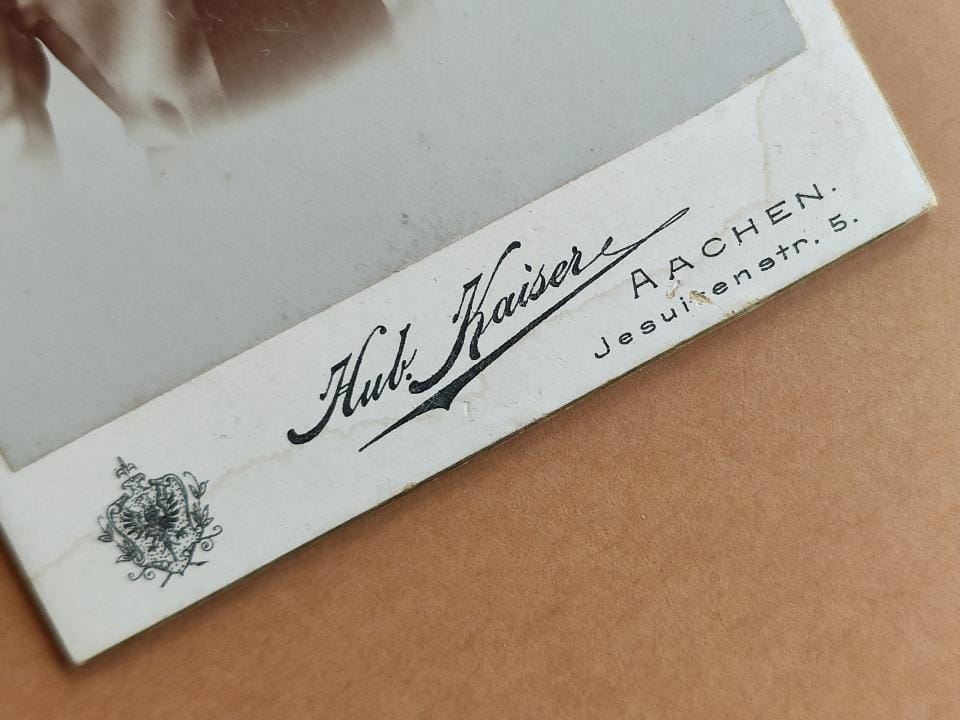 Hub. Kaiser
AACHEN.
Jesuitenstr. 5.